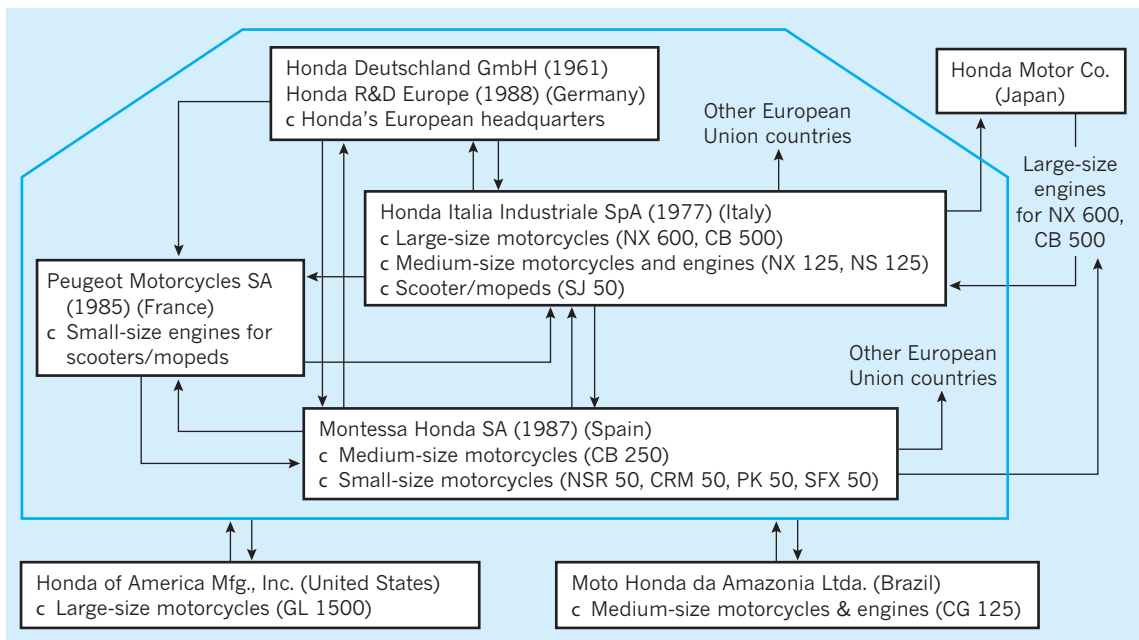 Honda Deutschland GmbH (1961)
Honda R&D Europe (1988) (Germany)
c Honda's European headquarters
Honda Motor Co.
(Japan)
Other European
Union countries
Large-size
engines
for NX 600,
CB 500
Honda Italia Industriale SpA (1977) (Italy)
c Large-size motorcycles (NX 600, CB 500)
c Medium-size motorcycles and engines (NX 125, NS 125)
c Scooter/mopeds (SJ 50)
Peugeot Motorcycles SA
(1985) (France)
c Small-size engines for
scooters/mopeds
Other European
Union countries
Montessa Honda SA (1987) (Spain)
c Medium-size motorcycles (CB 250)
c Small-size motorcycles (NSR 50, CRM 50, PK 50, SFX 50)
Honda of America Mfg., Inc. (United States)
c Large-size motorcycles (GL 1500)
Moto Honda da Amazonia Ltda. (Brazil)
c Medium-size motorcycles & engines (CG 125)